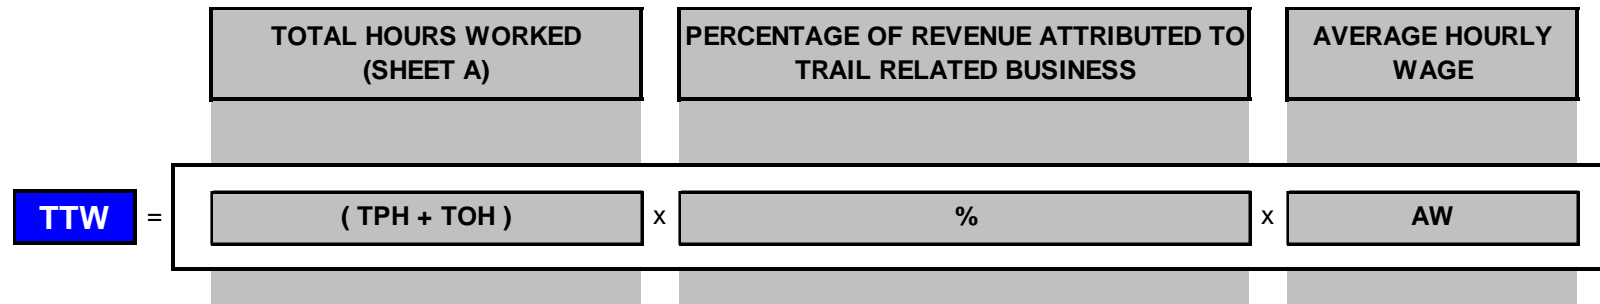 TOTAL HOURS WORKED
(SHEET A)
PERCENTAGE OF REVENUE ATTRIBUTED TO
TRAIL RELATED BUSINESS
AVERAGE HOURLY
WAGE
TTW = ( TPH + TOH ) x % x AW